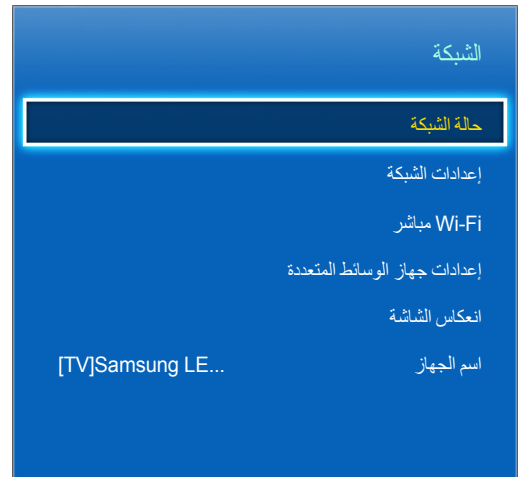 الشبكة
حالة الشبكة
إعدادات الشبكة
Wi-Fi مباشر
إعدادات جهاز الوسائط المتعددة
انعكاس الشاشة
اسم الجهاز [TV]Samsung LE...